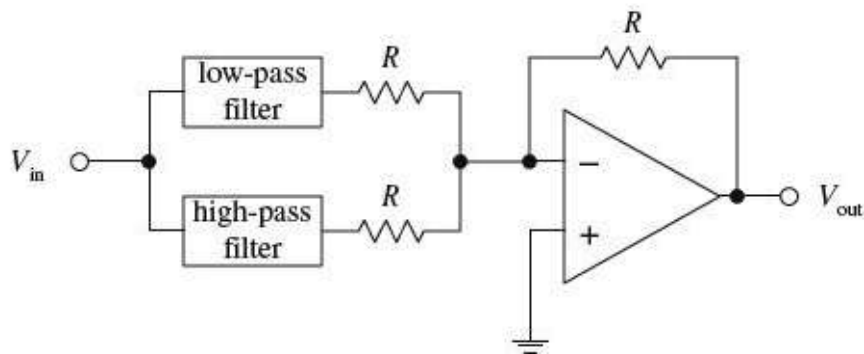 R
low-pass
filter
R
V_in
high-pass
filter
R
−
+
V_out